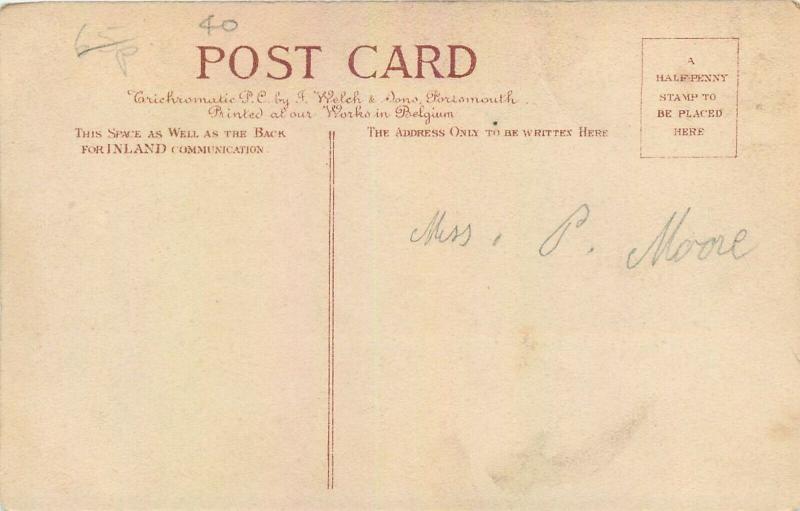 65p
40
POST CARD
Trichromatic P.C. by J. Welch & Sons, Portsmouth.
Printed at our Works in Belgium
THIS SPACE AS WELL AS THE BACK
FOR INLAND COMMUNICATION
THE ADDRESS ONLY TO BE WRITTEN HERE
A
HALF-PENNY
STAMP TO
BE PLACED
HERE
Miss. P. Moore